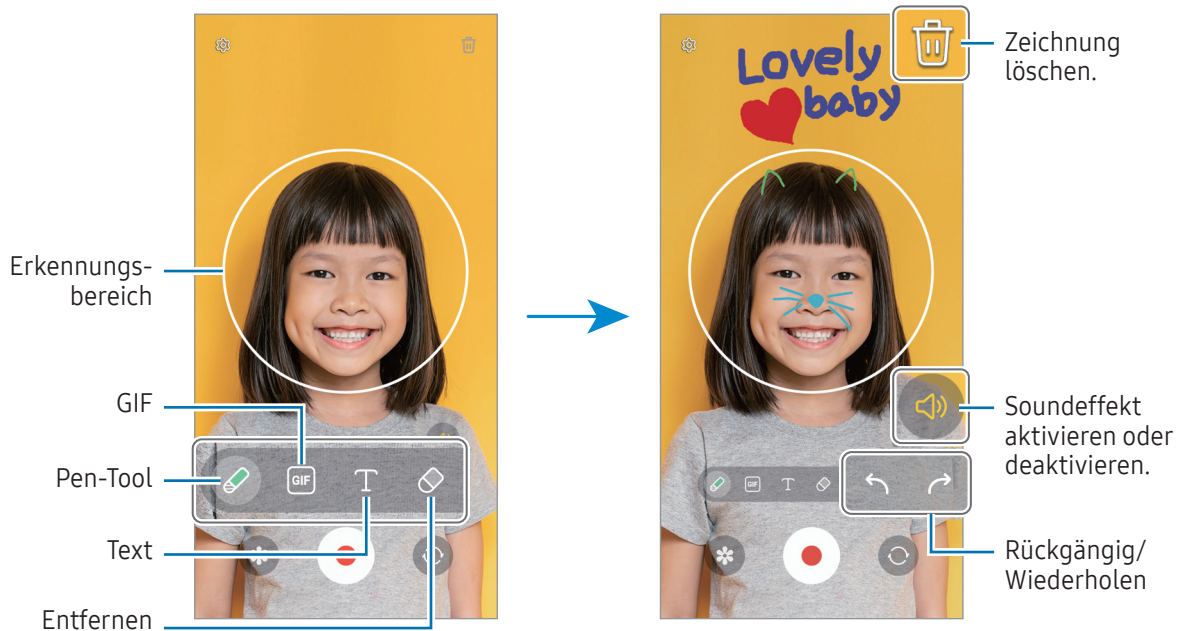 Erkennungs-
bereich
GIF
Pen-Tool
Text
Entfernen
GIF
T
Lovely
baby
GIF
T
Zeichnung
löschen.
Soundeffekt
aktivieren oder
deaktivieren.
Rückgängig/
Wiederholen